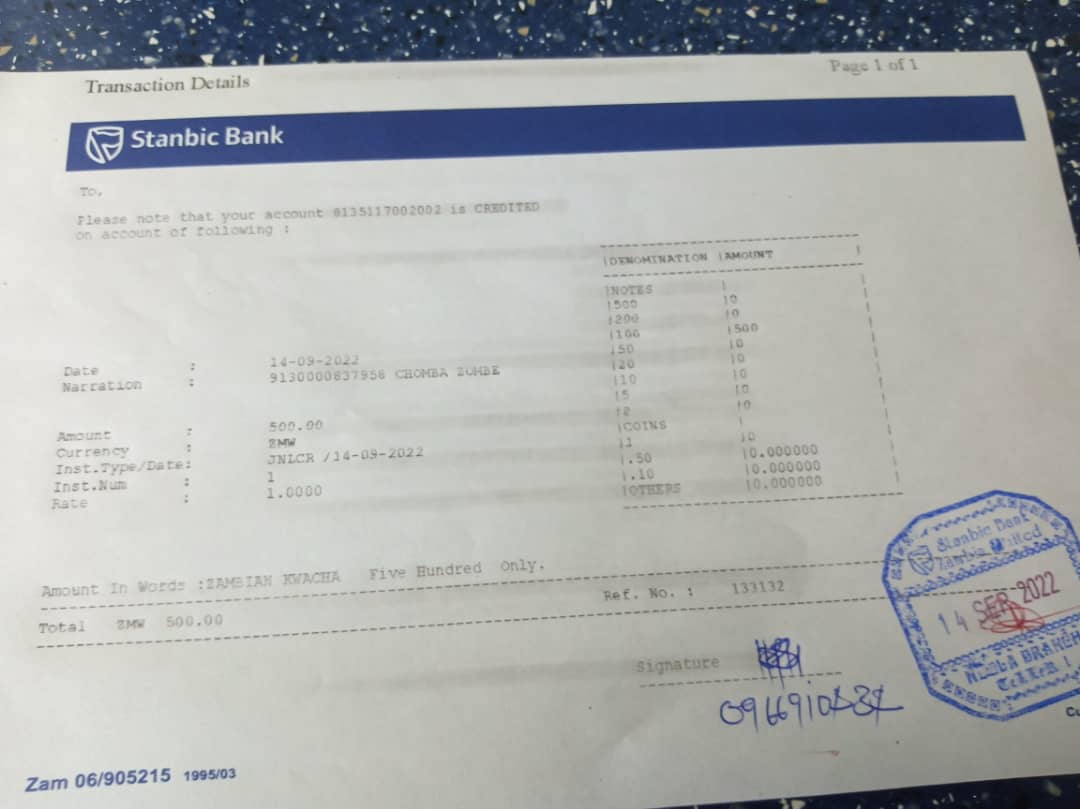 Transaction Details
Page 1 of 1
Stanbic Bank
To,
Please note that your account 8135117002002 is CREDITED
on account of following :
|DENOMINATION |AMOUNT |
|NOTES | |
|500 |0 |
|200 |0 |
|100 |500 |
|50 |0 |
|20 |0 |
|10 |0 |
|5 |0 |
|2 |0 |
|COINS | |
|1 |0 |
|.50 |0.000000 |
|.10 |0.000000 |
|OTHERS |0.000000 |
Date : 14-09-2022
Narration : 9130000837958 CHOMBA ZOMBE
Amount : 500.00
Currency : ZMW
Inst.Type/Date: JNLCR /14-09-2022
Inst.Num : 1
Rate : 1.0000
Amount In Words :ZAMBIAN KWACHA Five Hundred Only.
Ref. No. : 133132
Total ZMW 500.00
Signature
Stanbic Bank
Zambia Limited
14 SEP 2022
NDOLA BRANCH
TELLER 1
Zam 06/905215 1995/03